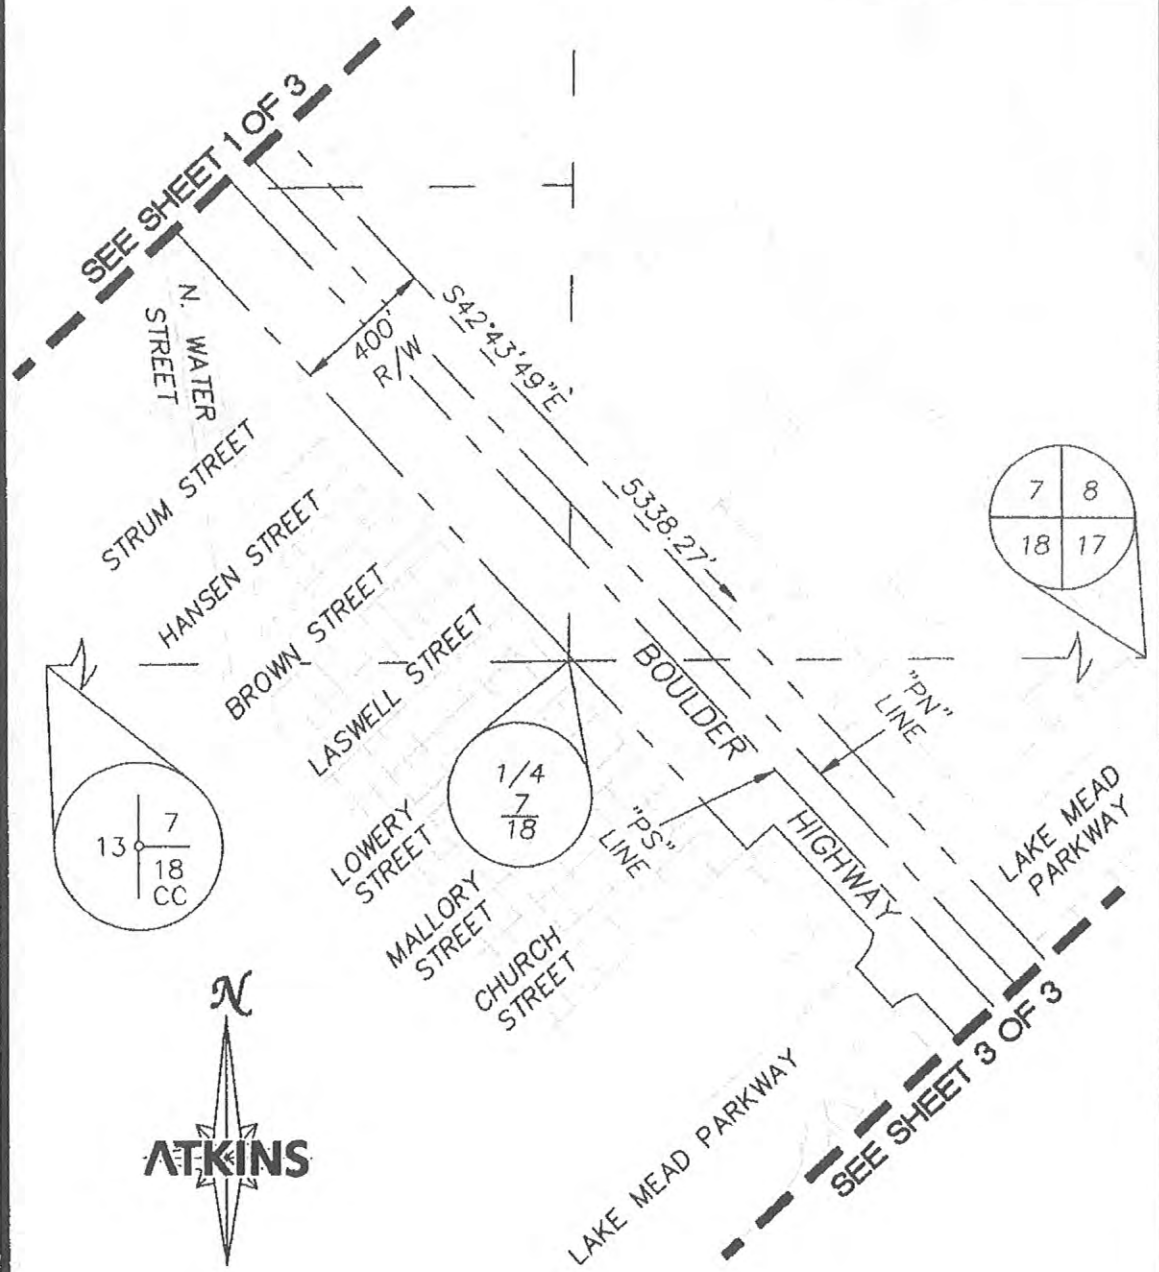 SEE SHEET 1 OF 3
N. WATER
STREET
400'
R/W
S42°43'49"E
5338.27'
STRUM STREET
HANSEN STREET
BROWN STREET
LASWELL STREET
LOWERY
STREET
MALLORY
STREET
CHURCH
STREET
7 8
18 17
13 7
18
CC
1/4
7
18
BOULDER
HIGHWAY
"PN"
LINE
"PS"
LINE
LAKE MEAD
PARKWAY
LAKE MEAD PARKWAY
SEE SHEET 3 OF 3
N
ATKINS